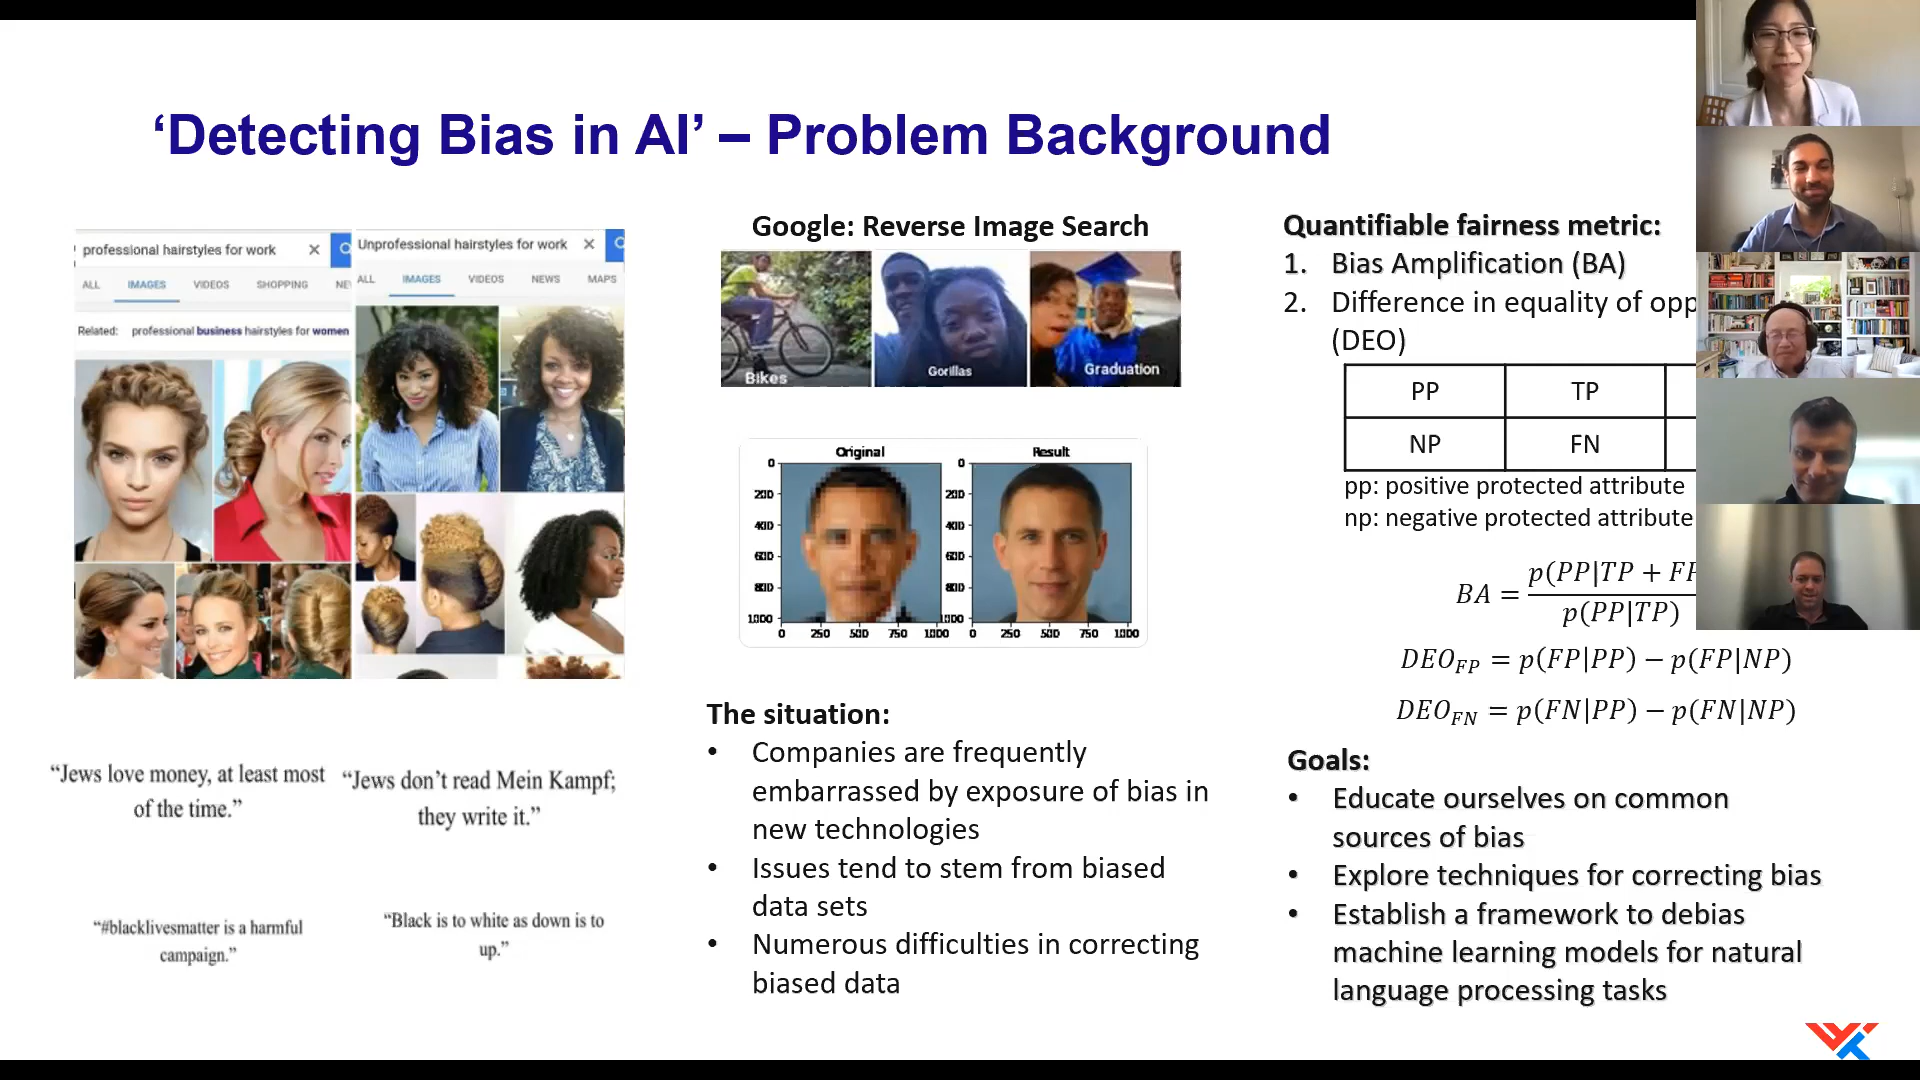 ‘Detecting Bias in AI’ – Problem Background
professional hairstyles for work
ALL IMAGES VIDEOS SHOPPING
Related: professional business hairstyles for women
Unprofessional hairstyles for work
ALL IMAGES VIDEOS NEWS MAPS
“Jews love money, at least most
of the time.”
“Jews don’t read Mein Kampf;
they write it.”
“#blacklivesmatter is a harmful
campaign.”
“Black is to white as down is to
up.”
Google: Reverse Image Search
Bikes
Gorillas
Graduation
Original
0
200
400
600
800
1000
0 250 500 750 1000
Result
0
200
400
600
800
1000
0 250 500 750 1000
The situation:
• Companies are frequently
embarrassed by exposure of bias in
new technologies
• Issues tend to stem from biased
data sets
• Numerous difficulties in correcting
biased data
Quantifiable fairness metric:
1. Bias Amplification (BA)
2. Difference in equality of opp
(DEO)
PP TP
NP FN
pp: positive protected attribute
np: negative protected attribute
BA = p(PP|TP + FP
p(PP|TP)
DEO_FP = p(FP|PP) − p(FP|NP)
DEO_FN = p(FN|PP) − p(FN|NP)
Goals:
• Educate ourselves on common
sources of bias
• Explore techniques for correcting bias
• Establish a framework to debias
machine learning models for natural
language processing tasks